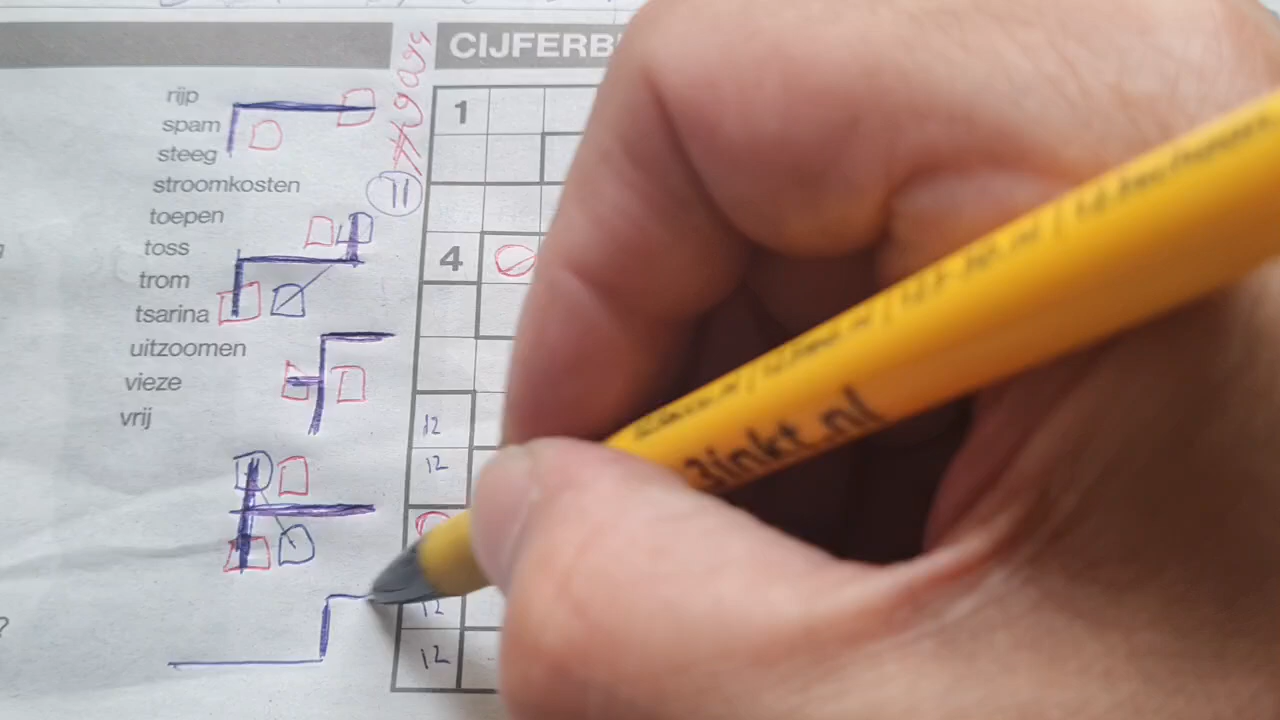 CIJFERB
rijp
spam
steeg
stroomkosten
toepen
toss
trom
tsarina
uitzoomen
vieze
vrij
1
4
12
12
12
12
3inkt.nl
?